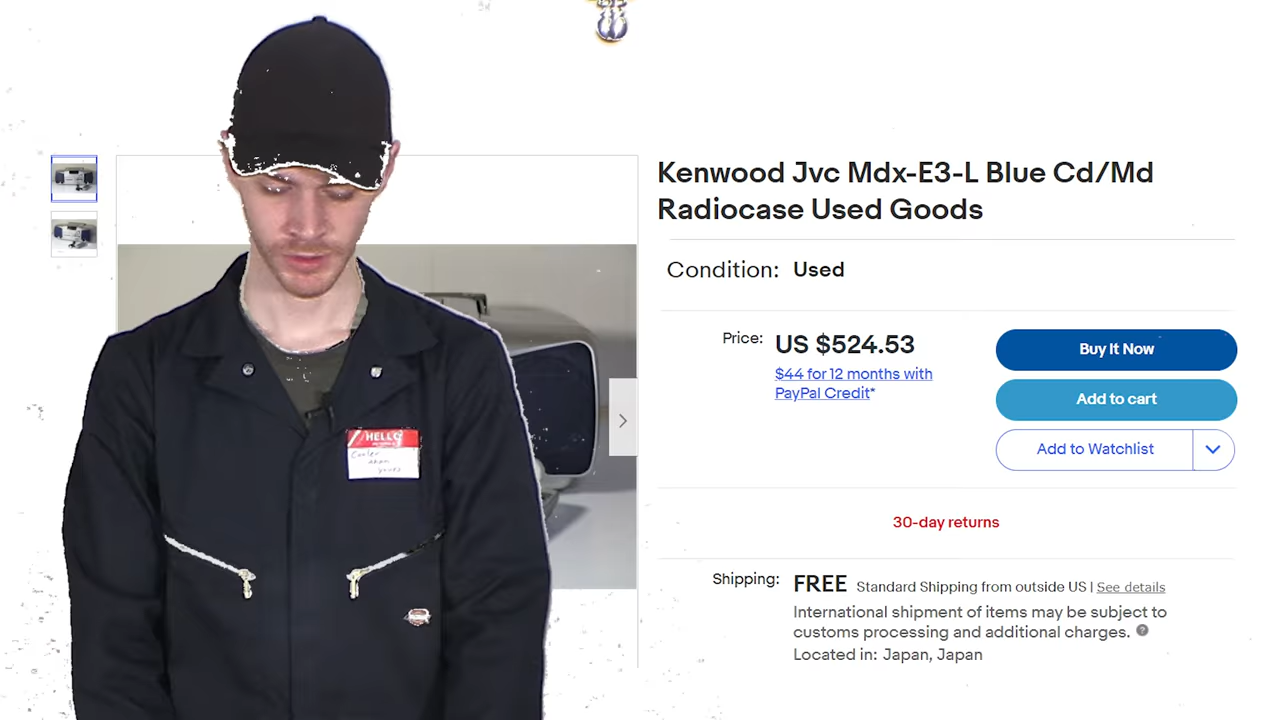 Kenwood Jvc Mdx-E3-L Blue Cd/Md
Radiocase Used Goods
Condition: Used
Price: US $524.53
$44 for 12 months with
PayPal Credit*
Buy It Now
Add to cart
Add to Watchlist
HELLO
30-day returns
Shipping: FREE Standard Shipping from outside US | See details
International shipment of items may be subject to
customs processing and additional charges.
Located in: Japan, Japan